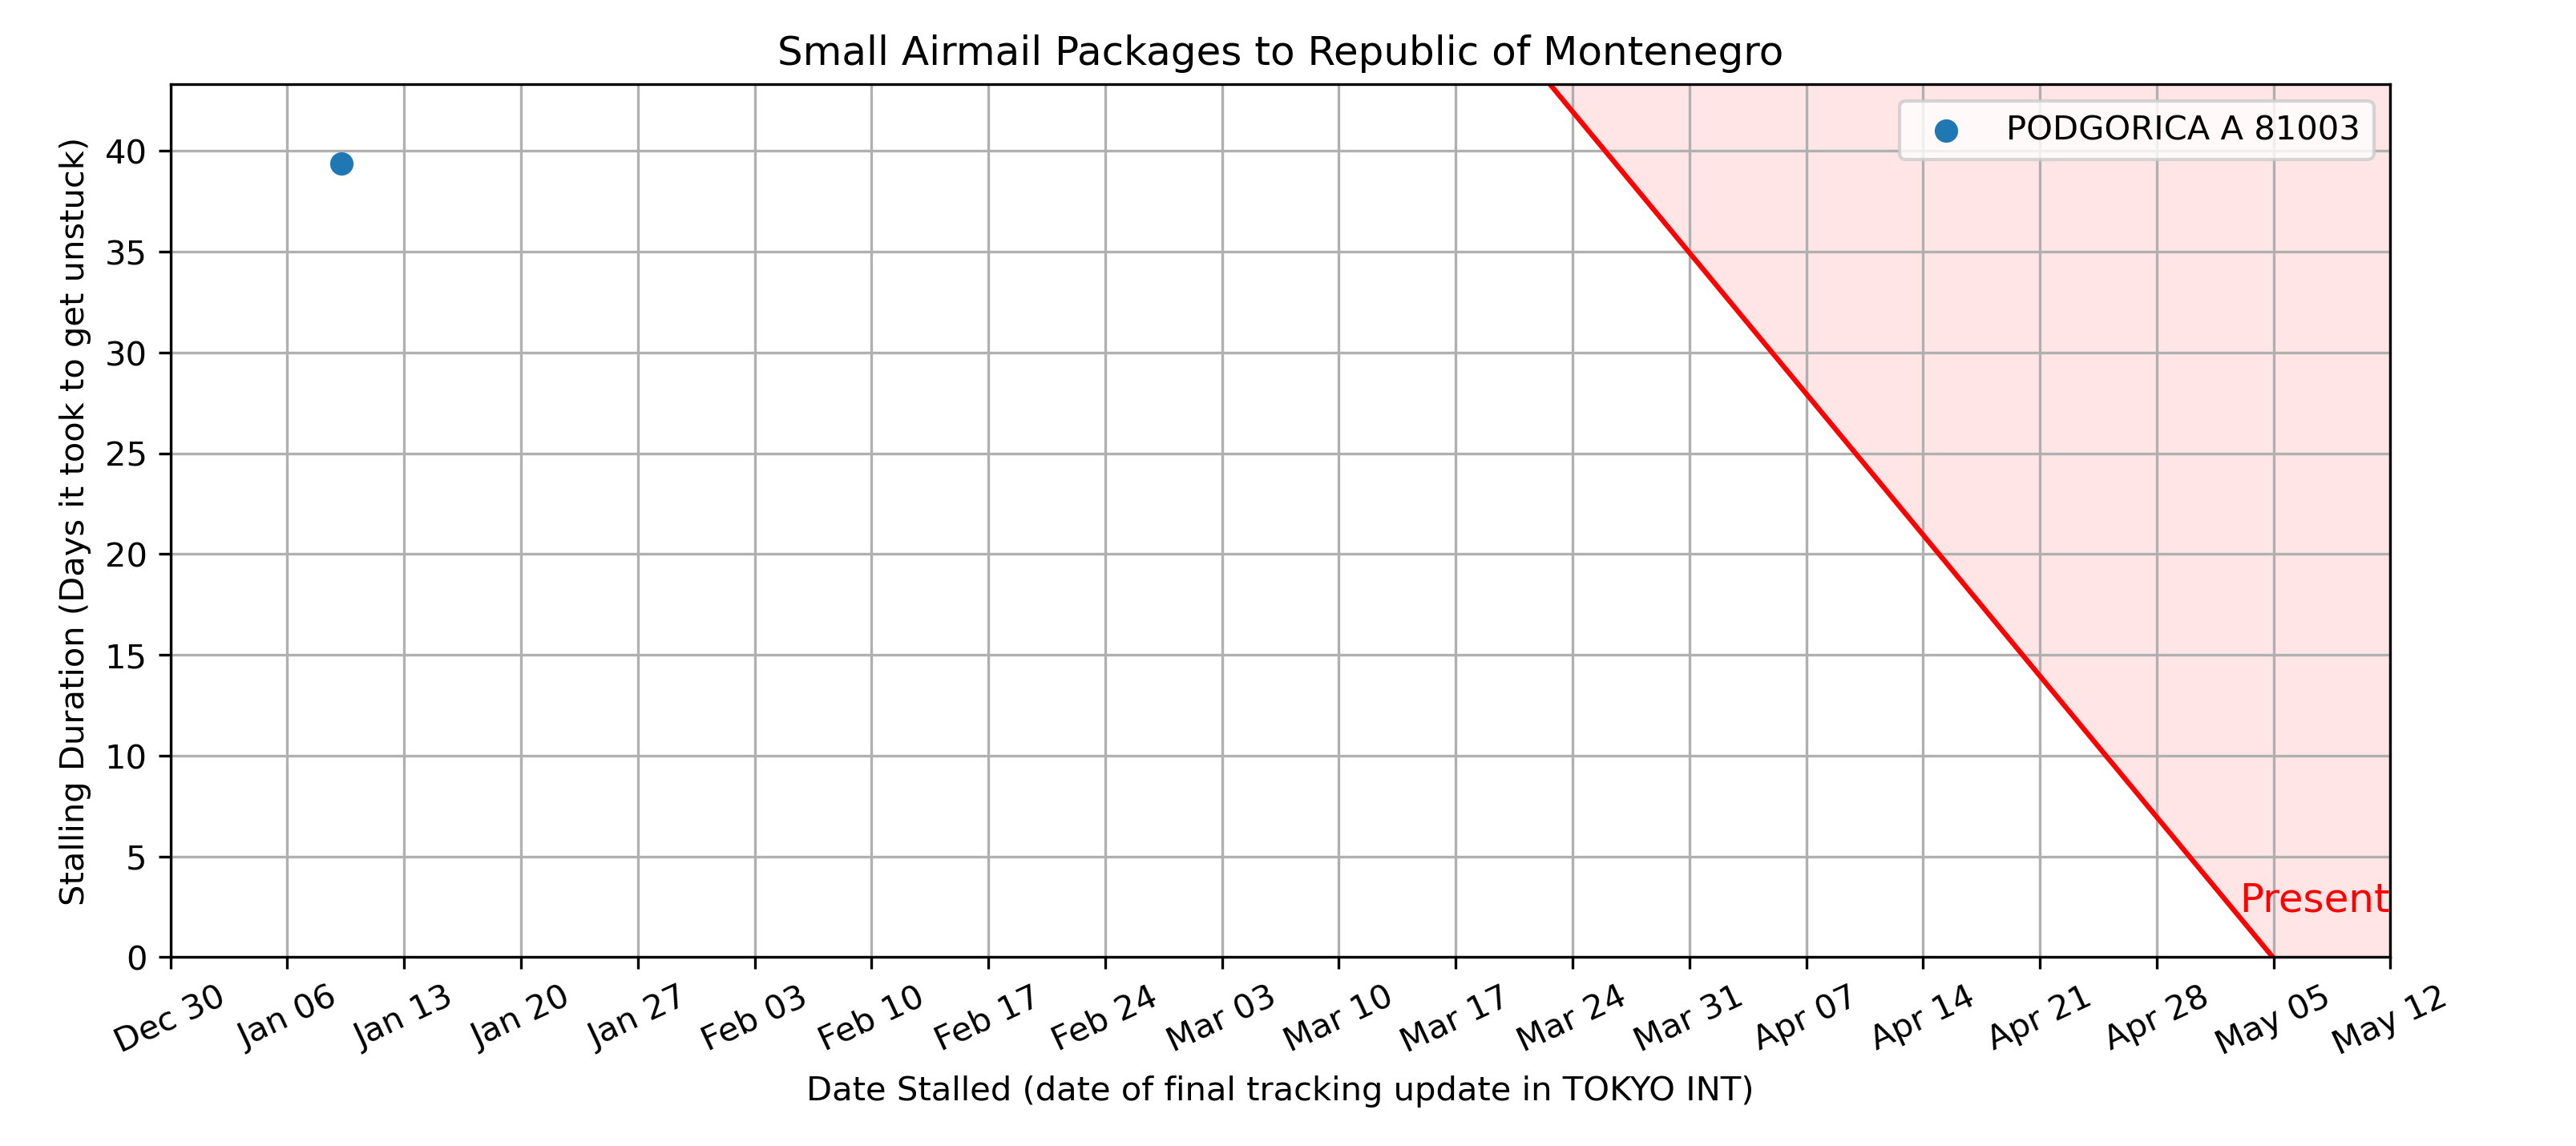 Small Airmail Packages to Republic of Montenegro
PODGORICA A 81003
Stalling Duration (Days it took to get unstuck)
40
35
30
25
20
15
10
5
0
Present
Dec 30
Jan 06
Jan 13
Jan 20
Jan 27
Feb 03
Feb 10
Feb 17
Feb 24
Mar 03
Mar 10
Mar 17
Mar 24
Mar 31
Apr 07
Apr 14
Apr 21
Apr 28
May 05
May 12
Date Stalled (date of final tracking update in TOKYO INT)